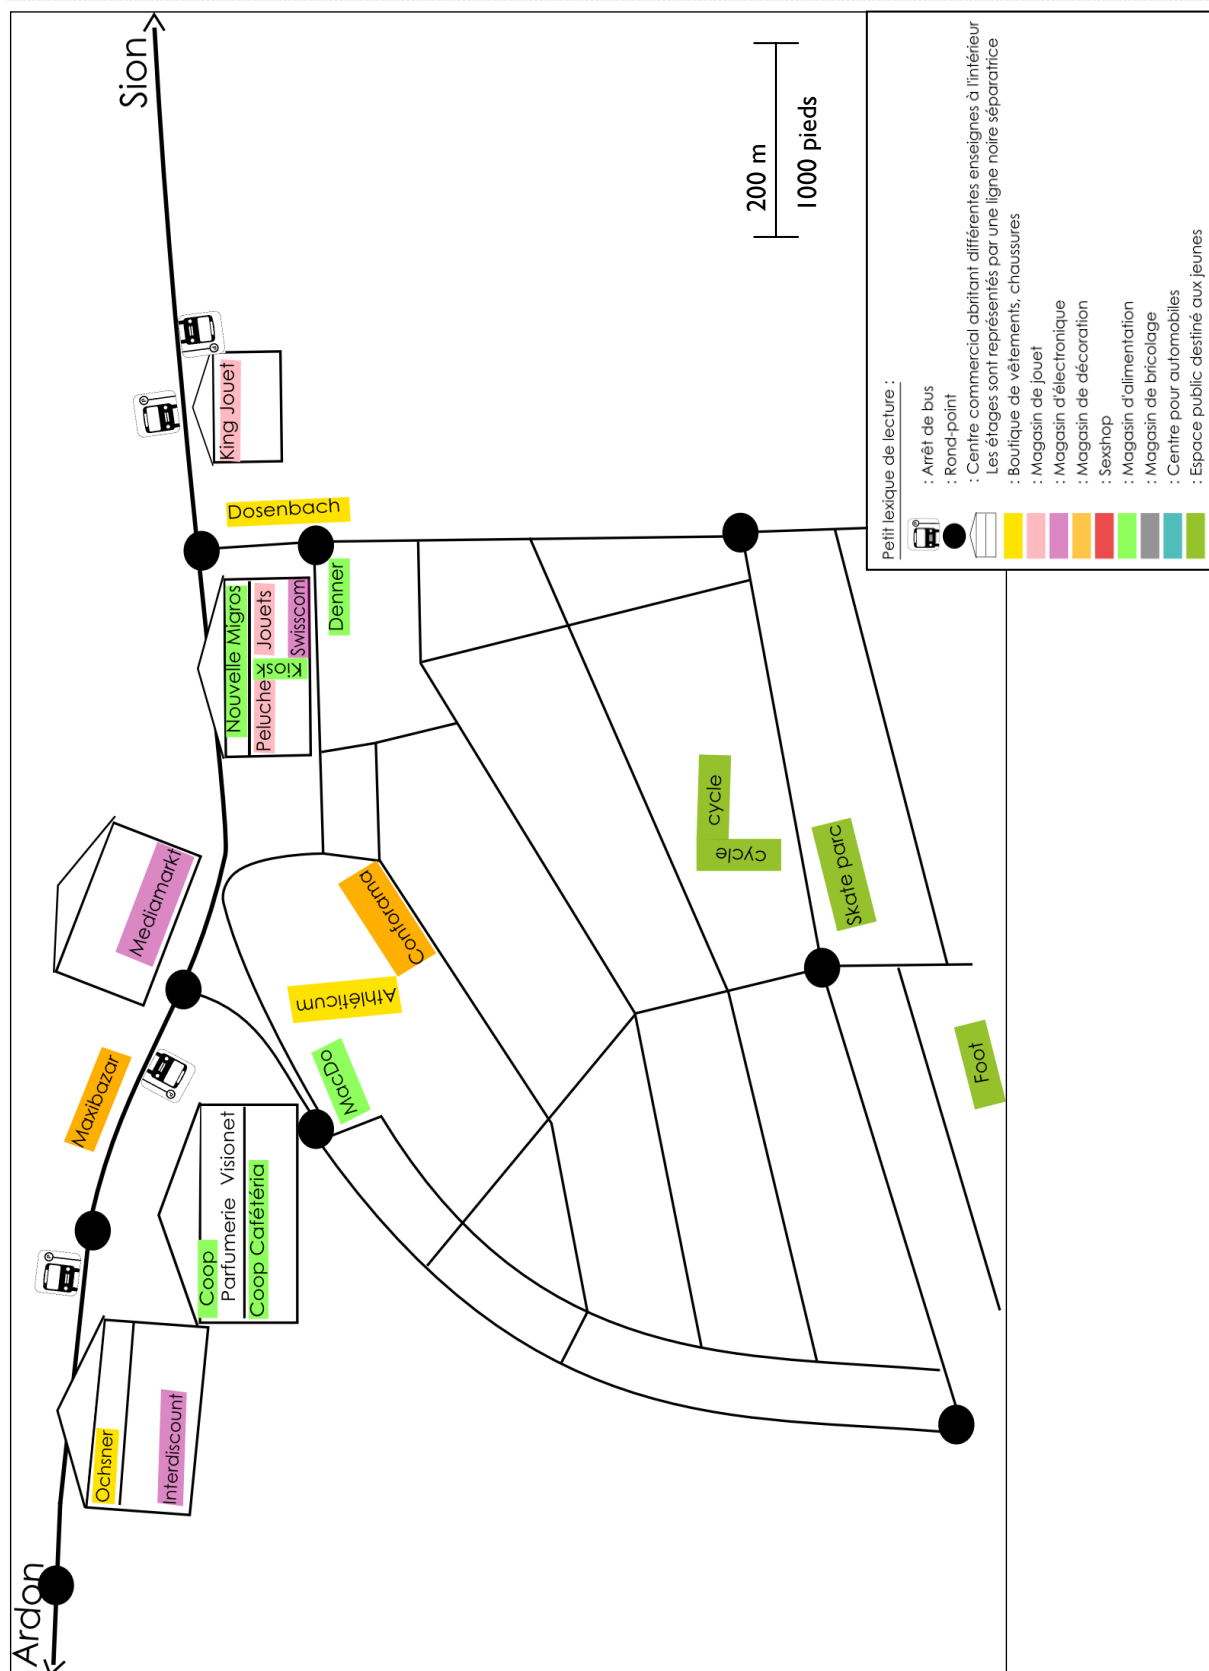 Ardon
Sion
Ochsner
Interdiscount
Coop
Parfumerie Visionet
Coop Cafétéria
Maxibazar
Mediamarkt
MacDo
Athléticum
Conforama
Nouvelle Migros
Peluche Jouets
Kiosk
Swisscom
Denner
Dosenbach
King Jouet
cycle
cycle
Skate parc
Foot
200 m
1000 pieds
Petit lexique de lecture :
: Arrêt de bus
: Rond-point
: Centre commercial abritant différentes enseignes à l'intérieur
Les étages sont représentés par une ligne noire séparatrice
: Boutique de vêtements, chaussures
: Magasin de jouet
: Magasin d'électronique
: Magasin de décoration
: Sexshop
: Magasin d'alimentation
: Magasin de bricolage
: Centre pour automobiles
: Espace public destiné aux jeunes